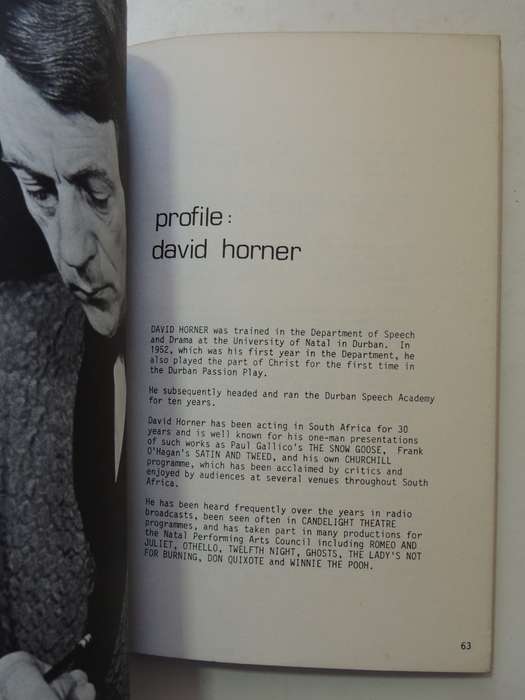 profile:
david horner
DAVID HORNER was trained in the Department of Speech
and Drama at the University of Natal in Durban. In
1952, which was his first year in the Department, he
also played the part of Christ for the first time in
the Durban Passion Play.
He subsequently headed and ran the Durban Speech Academy
for ten years.
David Horner has been acting in South Africa for 30
years and is well known for his one-man presentations
of such works as Paul Gallico's THE SNOW GOOSE, Frank
O'Hagan's SATIN AND TWEED, and his own CHURCHILL
programme, which has been acclaimed by critics and
enjoyed by audiences at several venues throughout South
Africa.
He has been heard frequently over the years in radio
broadcasts, been seen often in CANDELIGHT THEATRE
programmes, and has taken part in many productions for
the Natal Performing Arts Council including ROMEO AND
JULIET, OTHELLO, TWELFTH NIGHT, GHOSTS, THE LADY'S NOT
FOR BURNING, DON QUIXOTE and WINNIE THE POOH.
63